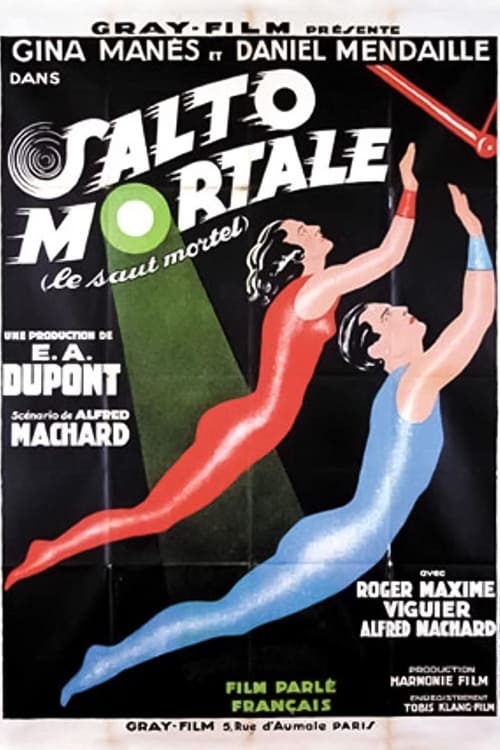 GRAY-FILM PRÉSENTE
GINA MANÈS ET DANIEL MENDAILLE
DANS
SALTO
MORTALE
(le saut mortel)
UNE PRODUCTION DE
E. A.
DUPONT
Scénario de ALFRED
MACHARD
avec
ROGER MAXIME
VIGUIER
ALFRED MACHARD
PRODUCTION
HARMONIE FILM
ENREGISTREMENT
TOBIS KLANG-FILM
FILM PARLÉ
FRANÇAIS
GRAY-FILM 5, Rue d'Aumale PARIS